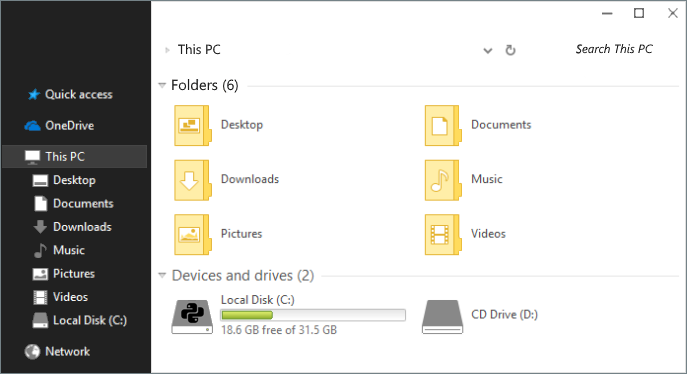 This PC
Search This PC
Quick access
OneDrive
This PC
Desktop
Documents
Downloads
Music
Pictures
Videos
Local Disk (C:)
Network
Folders (6)
Desktop
Documents
Downloads
Music
Pictures
Videos
Devices and drives (2)
Local Disk (C:)
18.6 GB free of 31.5 GB
CD Drive (D:)